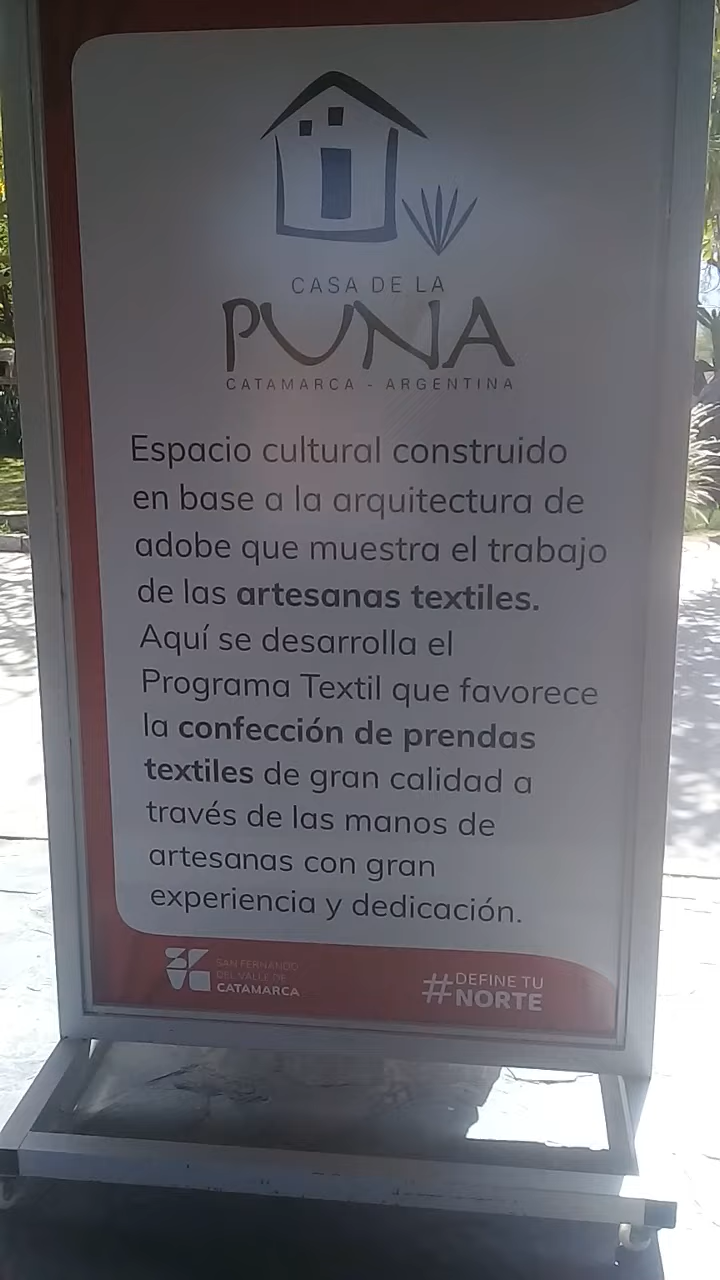 CASA DE LA
PUNA
CATAMARCA - ARGENTINA
Espacio cultural construido
en base a la arquitectura de
adobe que muestra el trabajo
de las artesanas textiles.
Aquí se desarrolla el
Programa Textil que favorece
la confección de prendas
textiles de gran calidad a
través de las manos de
artesanas con gran
experiencia y dedicación.
SAN FERNANDO
DEL VALLE DE
CATAMARCA
#DEFINE TU
NORTE